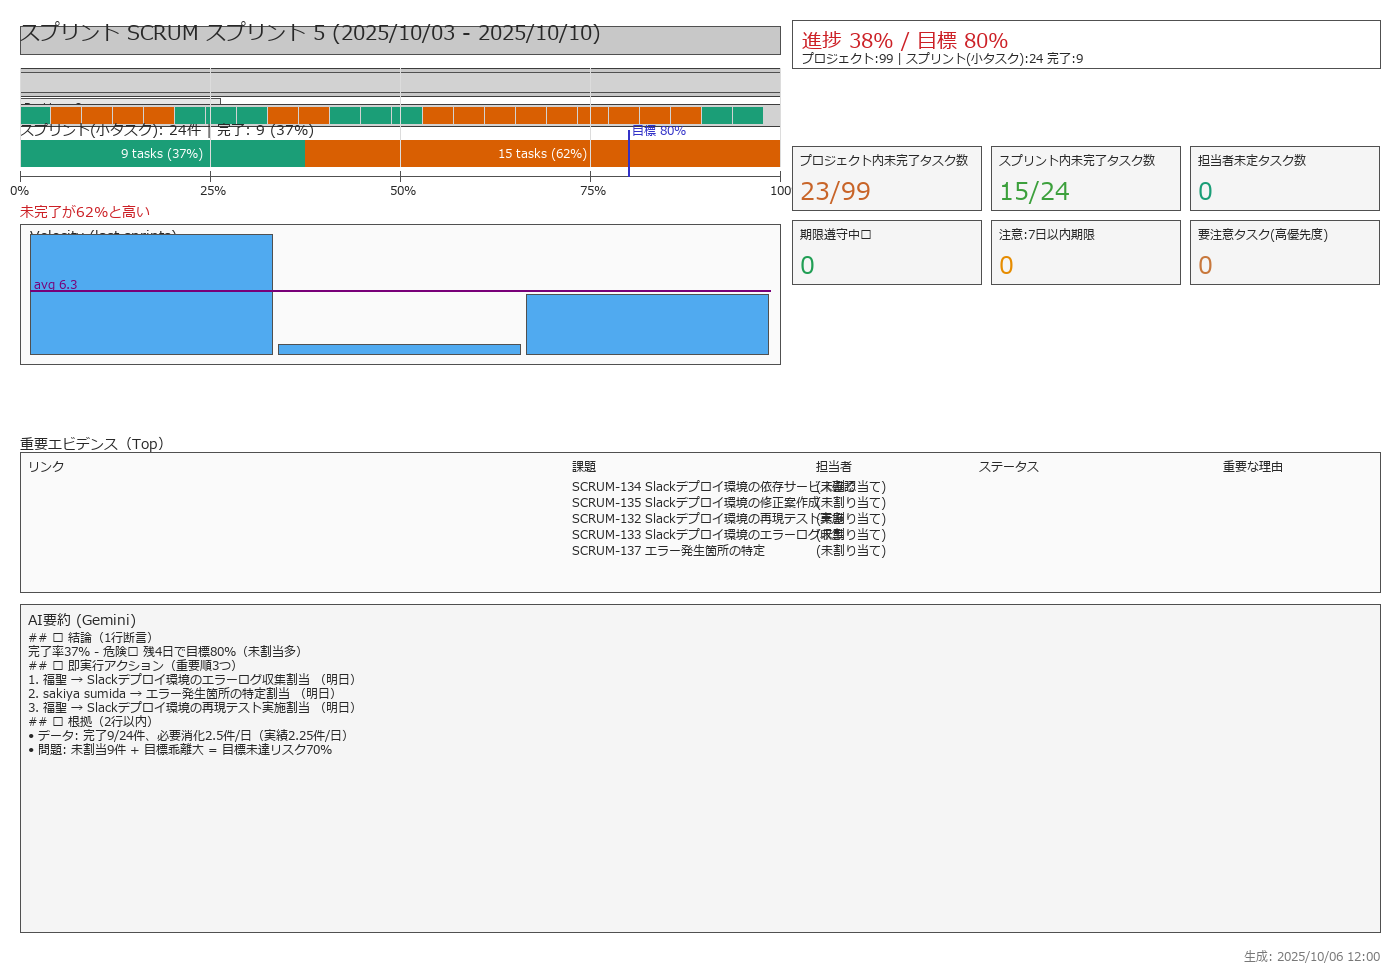 スプリント SCRUM スプリント 5 (2025/10/03 - 2025/10/10)
進捗 38% / 目標 80%
プロジェクト:99 | スプリント(小タスク):24 完了:9
スプリント(小タスク): 24件 | 完了: 9 (37%)
目標 80%
9 tasks (37%)
15 tasks (62%)
0%
25%
50%
75%
100
未完了が62%と高い
プロジェクト内未完了タスク数
23/99
スプリント内未完了タスク数
15/24
担当者未定タスク数
0
期限遵守中□
0
注意:7日以内期限
0
要注意タスク(高優先度)
0
Velocity (last sprints)
avg 6.3
重要エビデンス（Top）
リンク 課題 担当者 ステータス 重要な理由
SCRUM-134 Slackデプロイ環境の依存サービス (未割り当て)
SCRUM-135 Slackデプロイ環境の修正案作成 (未割り当て)
SCRUM-132 Slackデプロイ環境の再現テスト実施 (未割り当て)
SCRUM-133 Slackデプロイ環境のエラーログ収集 (未割り当て)
SCRUM-137 エラー発生箇所の特定 (未割り当て)
AI要約 (Gemini)
## □ 結論（1行断言）
完了率37% - 危険□ 残4日で目標80%（未割当多）
## □ 即実行アクション（重要順3つ）
1. 福聖 → Slackデプロイ環境のエラーログ収集割当 （明日）
2. sakiya sumida → エラー発生箇所の特定割当 （明日）
3. 福聖 → Slackデプロイ環境の再現テスト実施割当 （明日）
## □ 根拠（2行以内）
• データ: 完了9/24件、必要消化2.5件/日（実績2.25件/日）
• 問題: 未割当9件 + 目標乖離大 = 目標未達リスク70%
生成: 2025/10/06 12:00